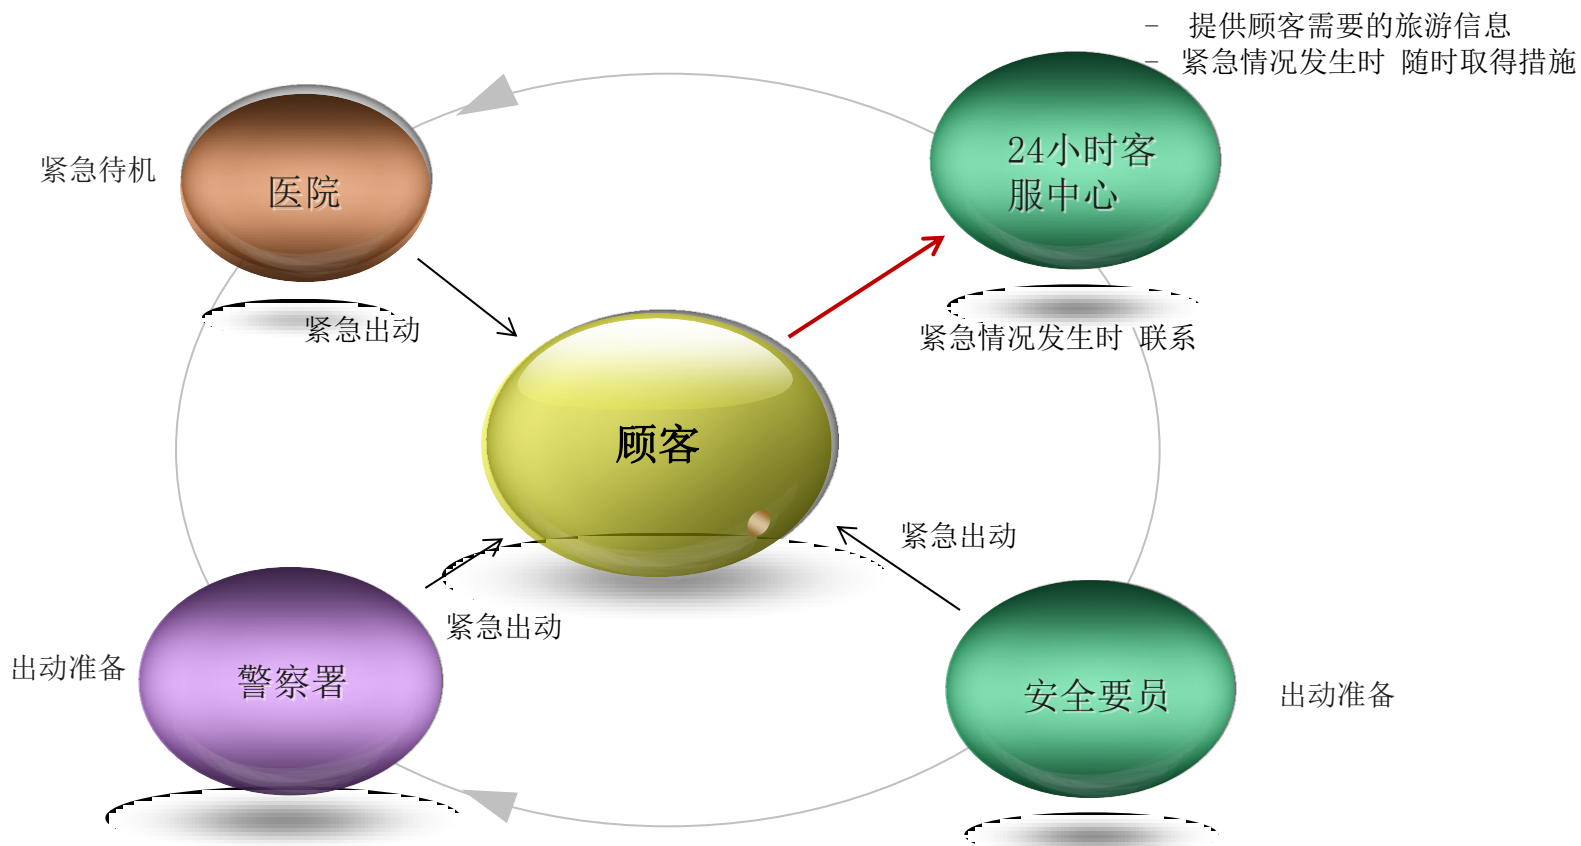 - 提供顾客需要的旅游信息
- 紧急情况发生时 随时取得措施
24小时客
服中心
紧急待机
医院
紧急出动
紧急情况发生时 联系
顾客
紧急出动
紧急出动
出动准备
警察署
安全要员
出动准备